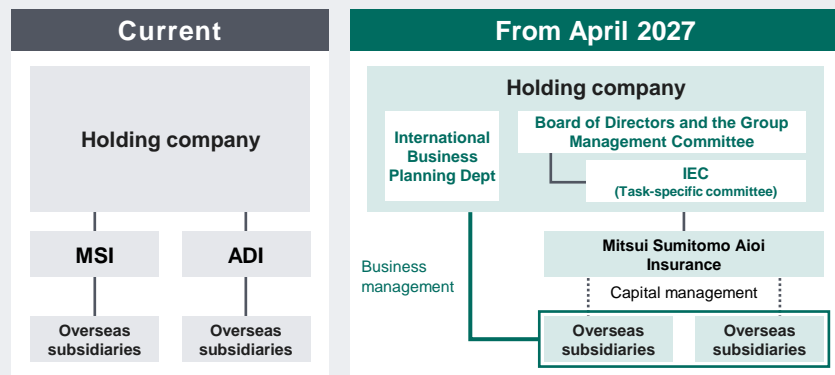 Current
Holding company
MSI
ADI
Overseas
subsidiaries
Overseas
subsidiaries
From April 2027
Holding company
International
Business
Planning Dept
Board of Directors and the Group
Management Committee
IEC
(Task-specific committee)
Business
management
Mitsui Sumitomo Aioi
Insurance
Capital management
Overseas
subsidiaries
Overseas
subsidiaries